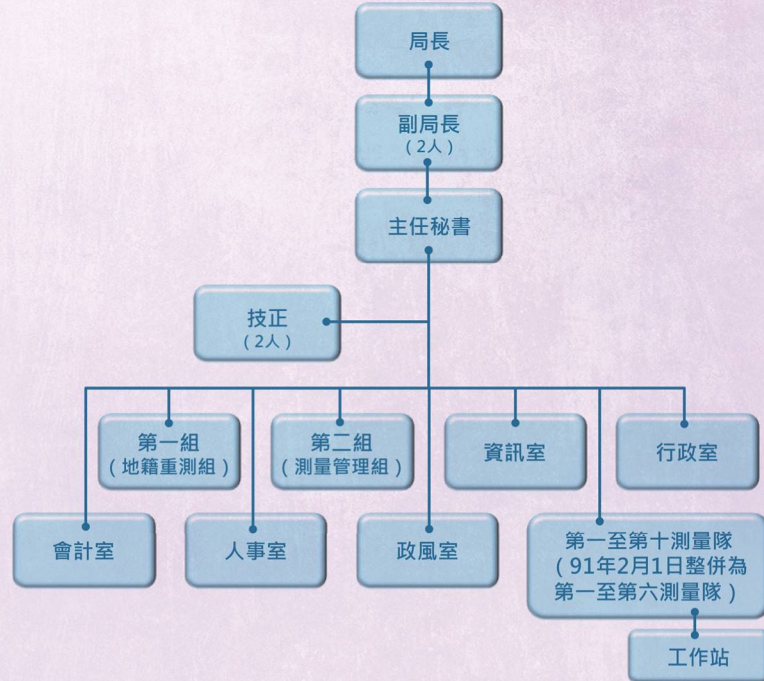 局長
副局長
（2人）
主任秘書
技正
（2人）
第一組
（地籍重測組）
第二組
（測量管理組）
資訊室
行政室
會計室
人事室
政風室
第一至第十測量隊
（91年2月1日整併為
第一至第六測量隊）
工作站